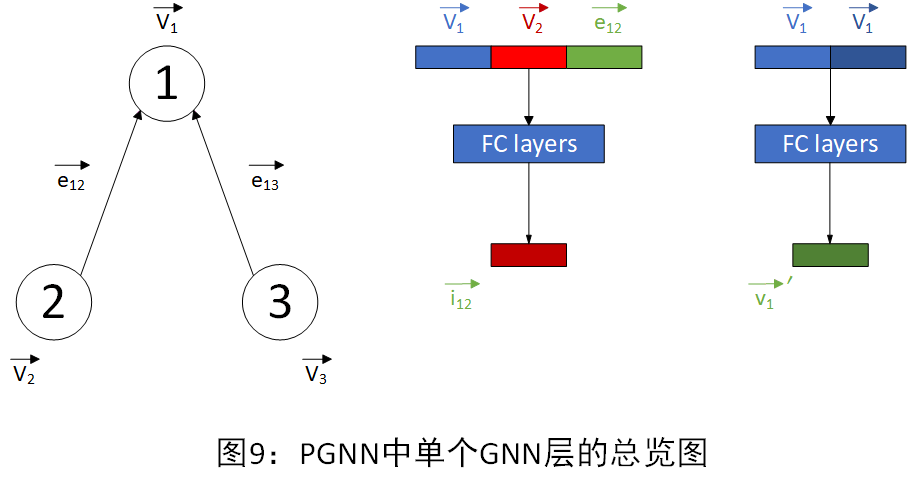 V₁
1
e₁₂
e₁₃
2
3
V₂
V₃
V₁ V₂ e₁₂
FC layers
i₁₂
V₁ V₁
FC layers
v₁′
图9：PGNN中单个GNN层的总览图